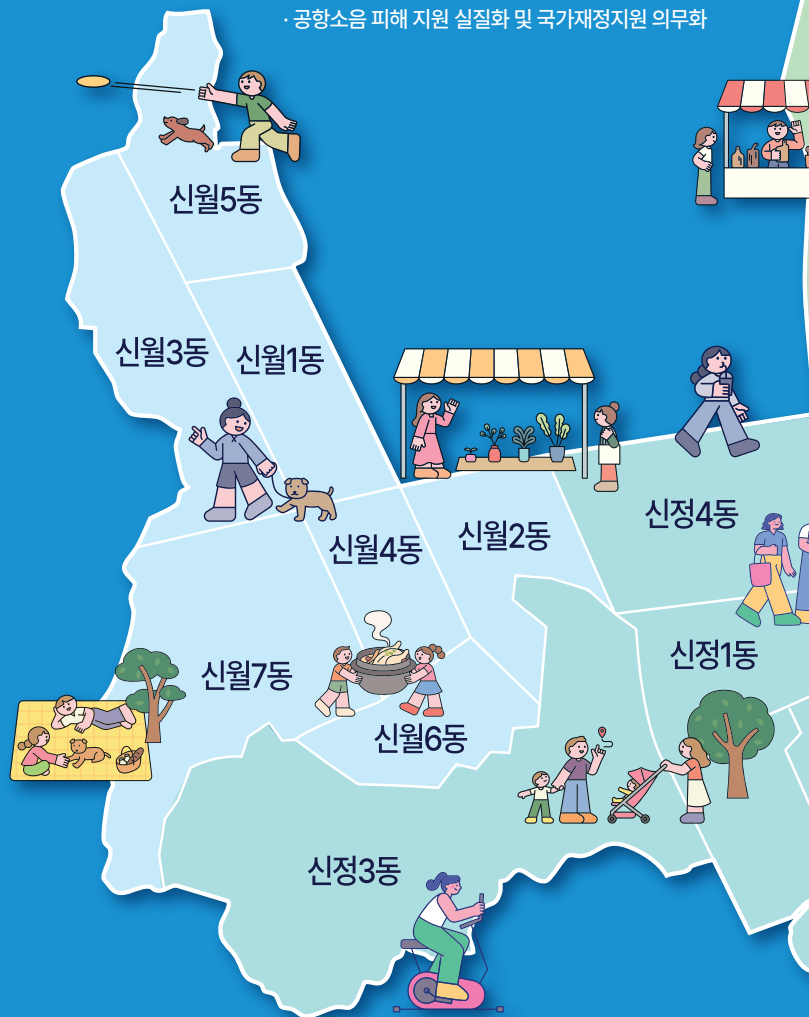 · 공항소음 피해 지원 실질화 및 국가재정지원 의무화
신월5동
신월3동
신월1동
신정4동
신월4동
신월2동
신정1동
신월7동
신월6동
신정3동